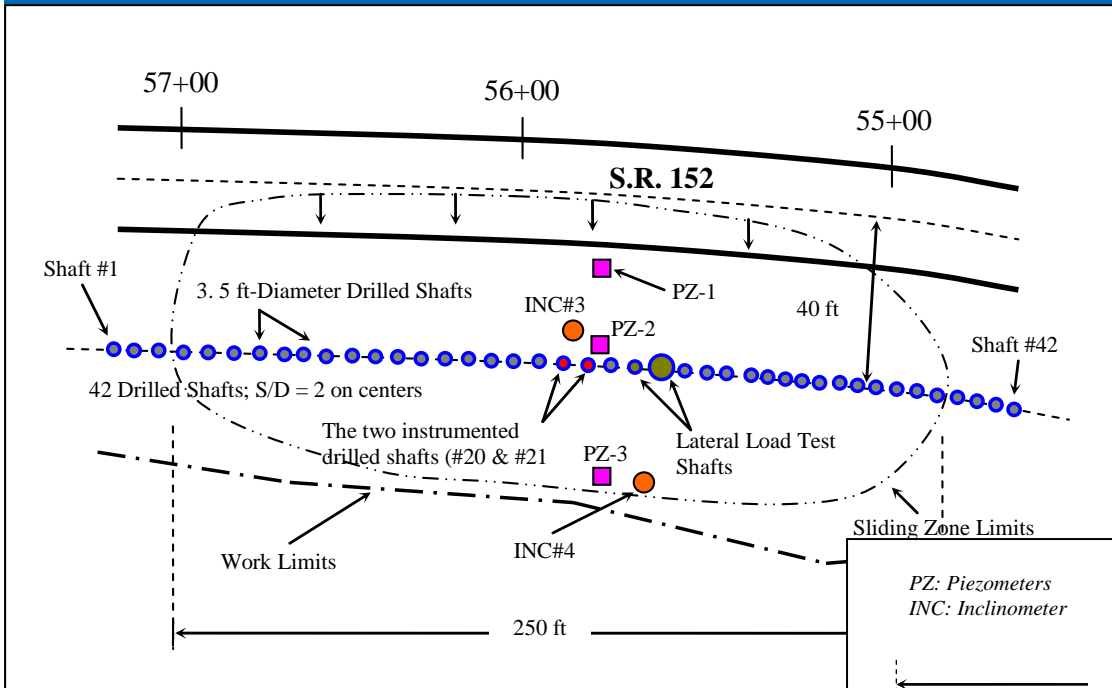 57+00
56+00
55+00
S.R. 152
Shaft #1
3. 5 ft-Diameter Drilled Shafts
PZ-1
INC#3
40 ft
PZ-2
Shaft #42
42 Drilled Shafts; S/D = 2 on centers
The two instrumented
drilled shafts (#20 & #21
PZ-3
Lateral Load Test
Shafts
Sliding Zone Limits
Work Limits
INC#4
PZ: Piezometers
INC: Inclinometer
250 ft